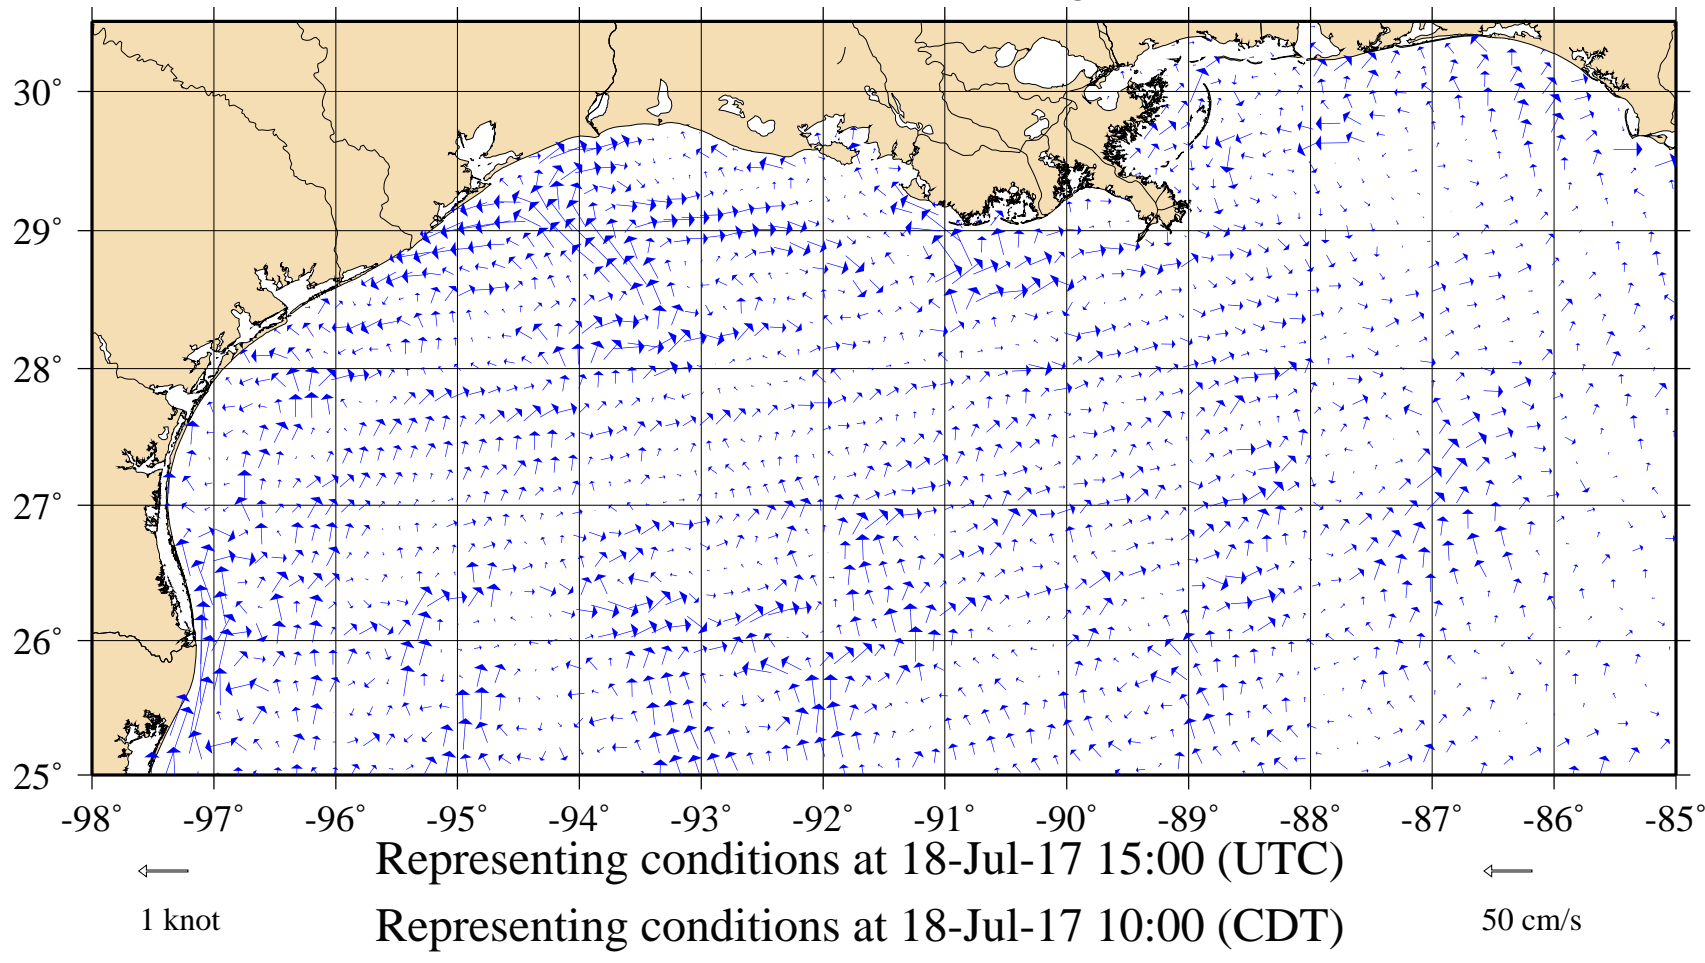 30°
29°
28°
27°
26°
25°
-98° -97° -96° -95° -94° -93° -92° -91° -90° -89° -88° -87° -86° -85°
Representing conditions at 18-Jul-17 15:00 (UTC)
1 knot
50 cm/s
Representing conditions at 18-Jul-17 10:00 (CDT)